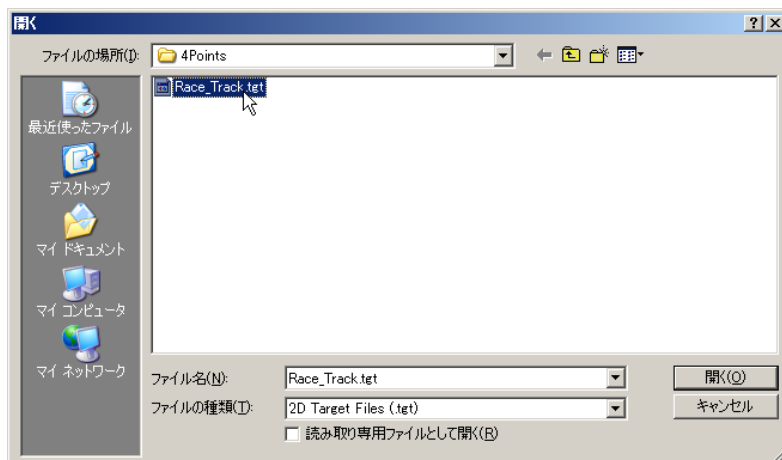 開く
ファイルの場所(I):
4Points
最近使ったファイル
デスクトップ
マイ ドキュメント
マイ コンピュータ
マイ ネットワーク
Race_Track.tgt
ファイル名(N):
Race_Track.tgt
開く(O)
ファイルの種類(T):
2D Target Files (.tgt)
キャンセル
読み取り専用ファイルとして開く(R)